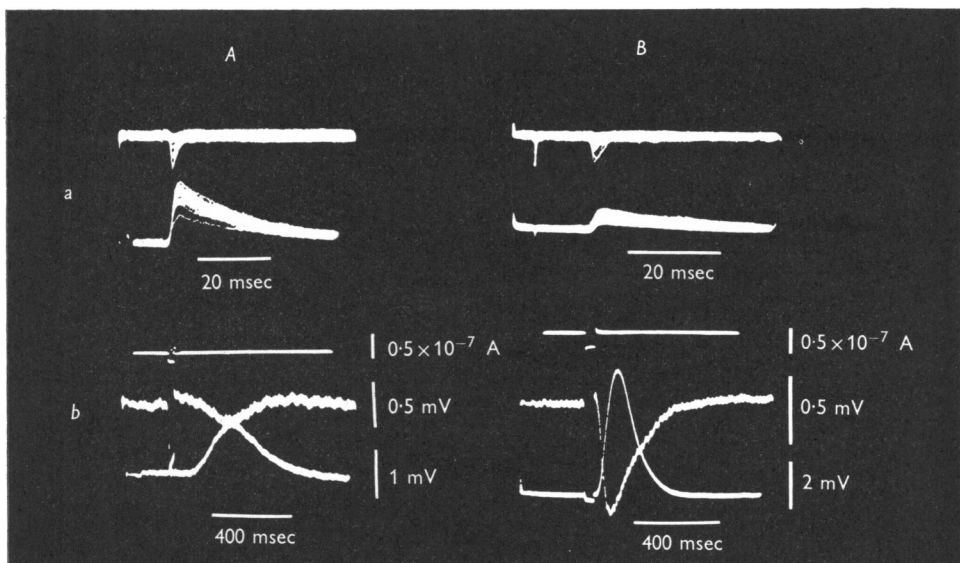 A
B
a
20 msec
20 msec
b
0·5×10⁻⁷ A
0·5 mV
1 mV
400 msec
0·5×10⁻⁷ A
0·5 mV
2 mV
400 msec